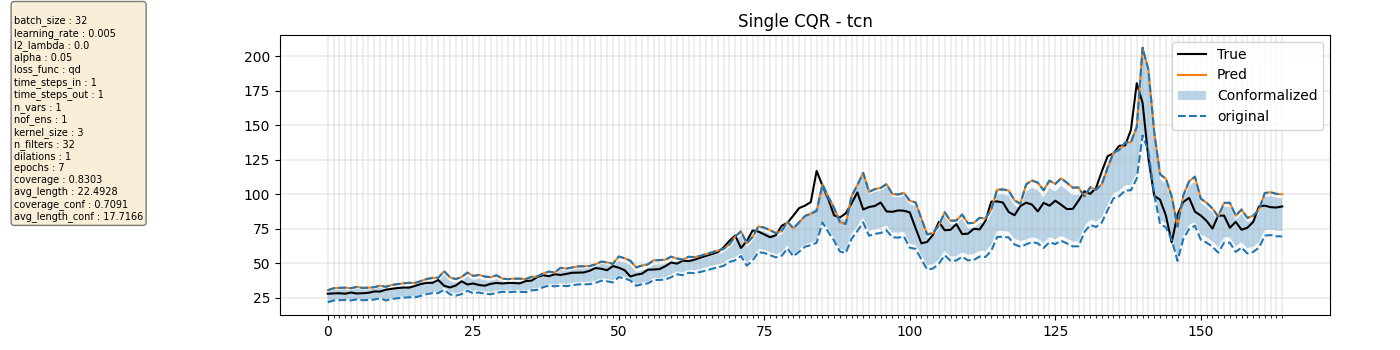 batch_size : 32
learning_rate : 0.005
l2_lambda : 0.0
alpha : 0.05
loss_func : qd
time_steps_in : 1
time_steps_out : 1
n_vars : 1
nof_ens : 1
kernel_size : 3
n_filters : 32
dilations : 1
epochs : 7
coverage : 0.8303
avg_length : 22.4928
coverage_conf : 0.7091
avg_length_conf : 17.7166
Single CQR - tcn
200
175
150
125
100
75
50
25
0 25 50 75 100 125 150
True
Pred
Conformalized
original